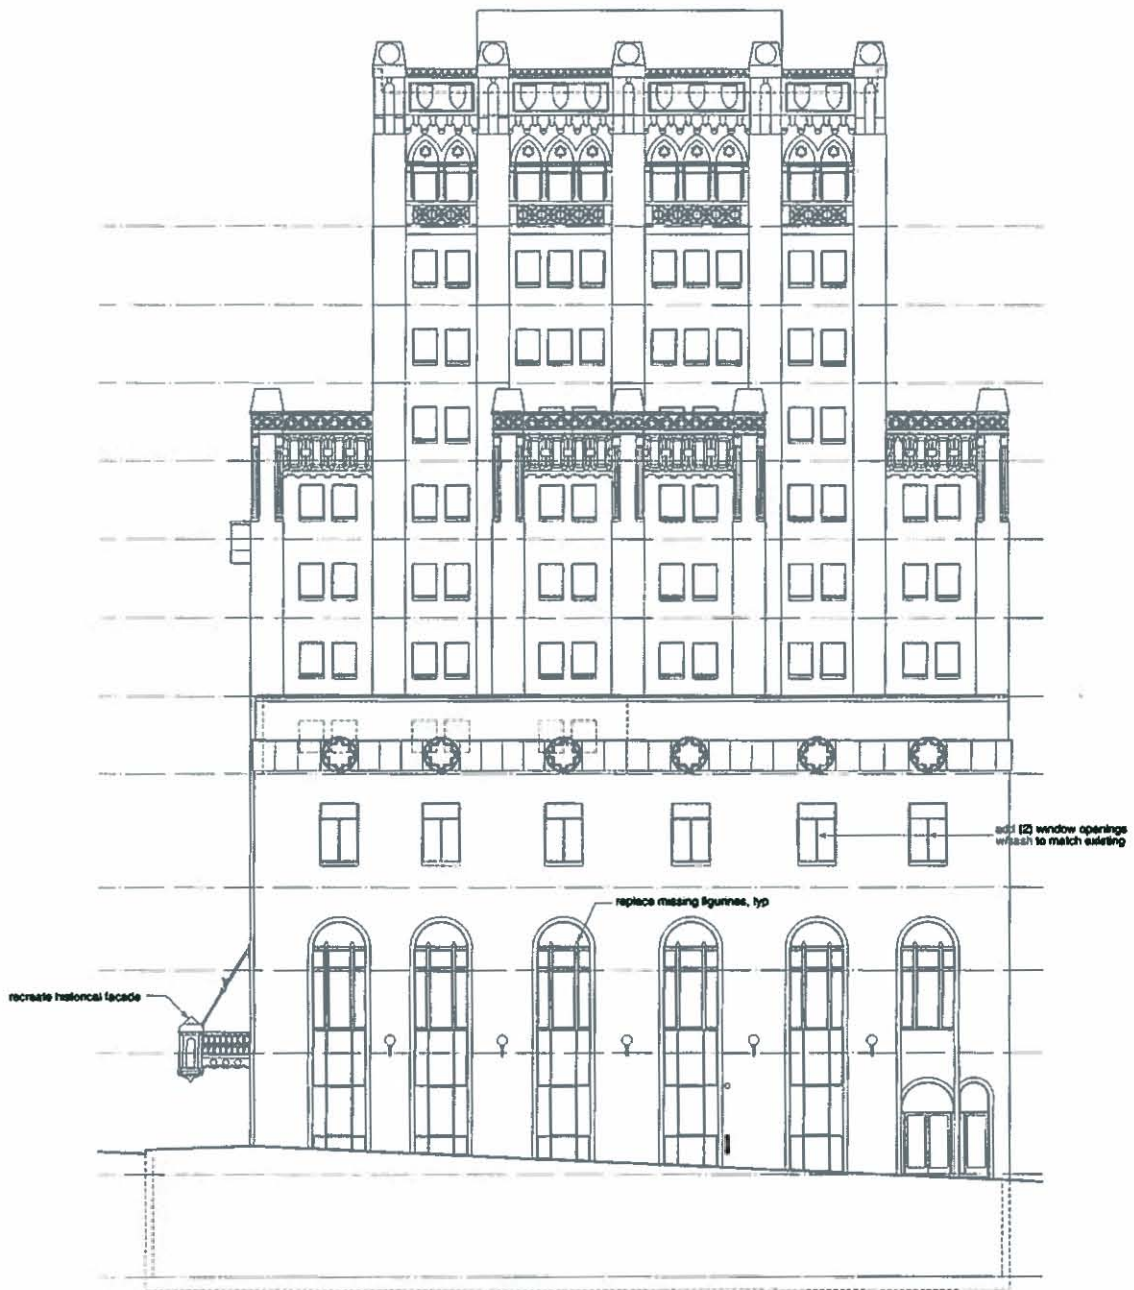 add (2) window openings
w/sash to match existing
replace missing figurines, typ
recreate historical facade